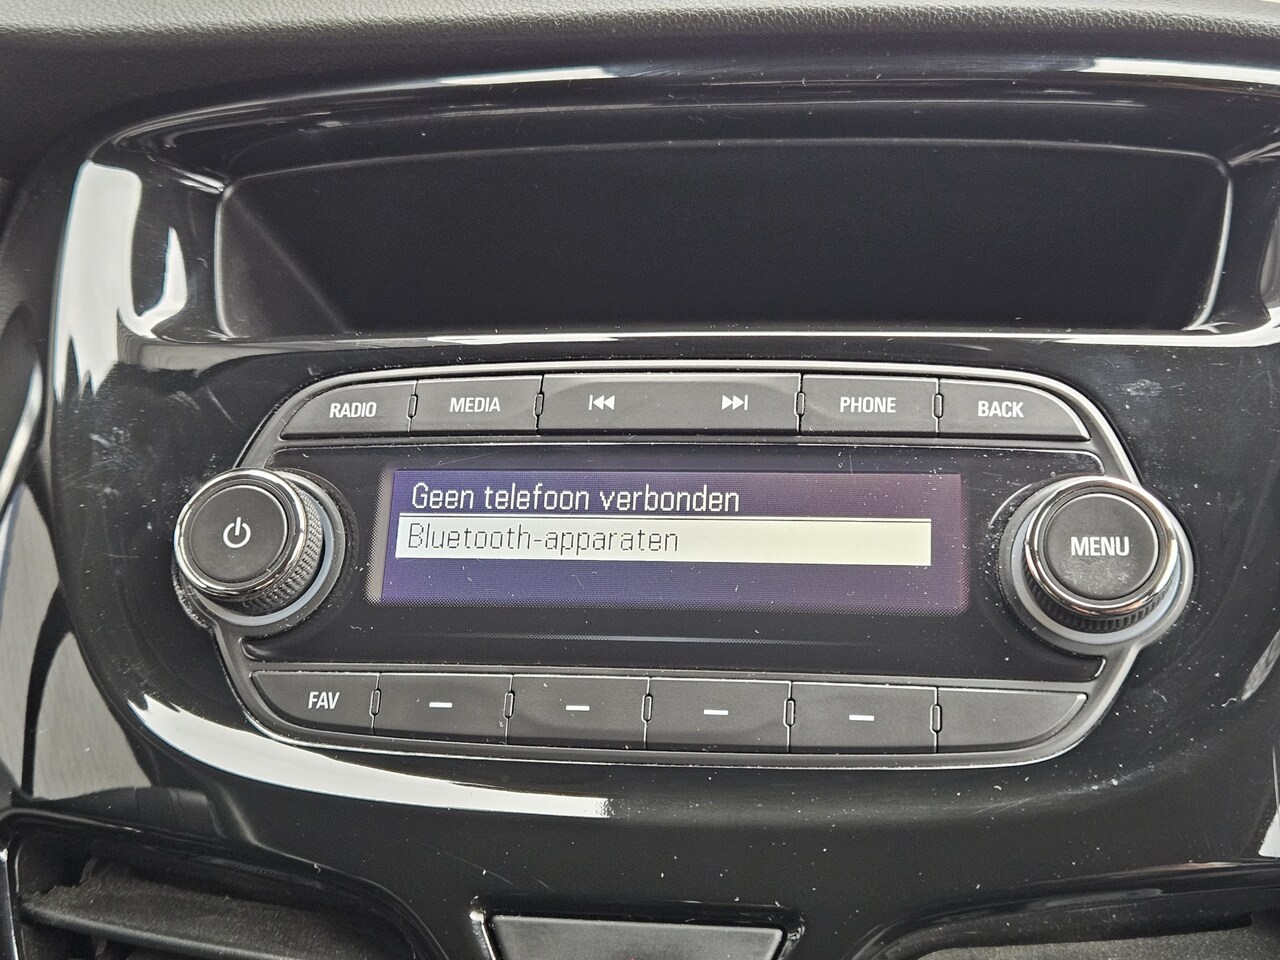 RADIO MEDIA PHONE BACK
Geen telefoon verbonden
Bluetooth-apparaten
MENU
FAV